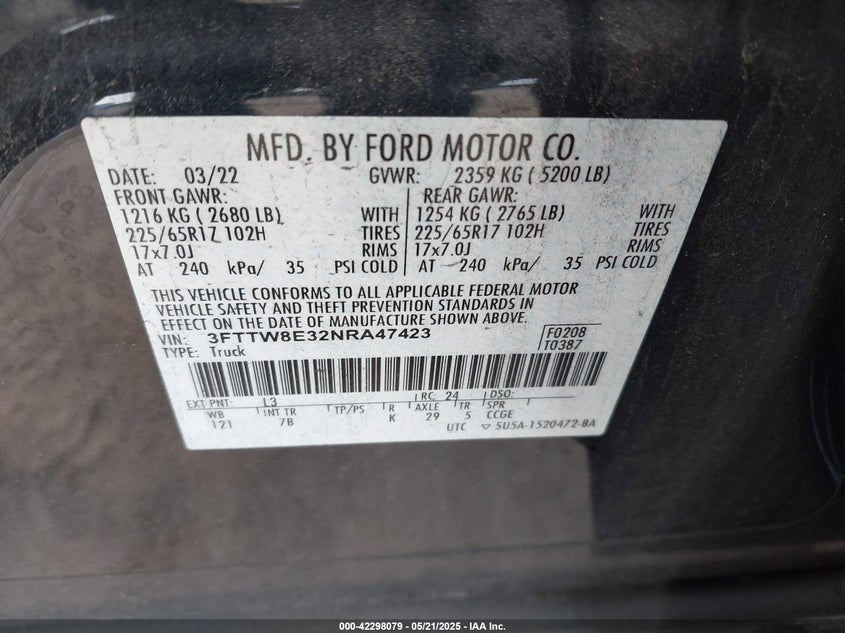 MFD. BY FORD MOTOR CO.
DATE: 03/22 GVWR: 2359 KG ( 5200 LB)
FRONT GAWR: REAR GAWR:
1216 KG ( 2680 LB) WITH 1254 KG ( 2765 LB) WITH
225/65R17 102H TIRES 225/65R17 102H TIRES
17x7.0J RIMS 17x7.0J RIMS
AT 240 kPa/ 35 PSI COLD AT 240 kPa/ 35 PSI COLD
THIS VEHICLE CONFORMS TO ALL APPLICABLE FEDERAL MOTOR
VEHICLE SAFETY AND THEFT PREVENTION STANDARDS IN
EFFECT ON THE DATE OF MANUFACTURE SHOWN ABOVE.
VIN: 3FTTW8E32NRA47423 F0208
TYPE: Truck T0387
EXT PNT: L3 RC: 24 DSO:
WB INT TR TP/PS R AXLE TR SPR
121 7B K 29 5 CCGE
UTC 5U5A-1520472-BA
000-42298079 — 05/21/2025 — IAA Inc.